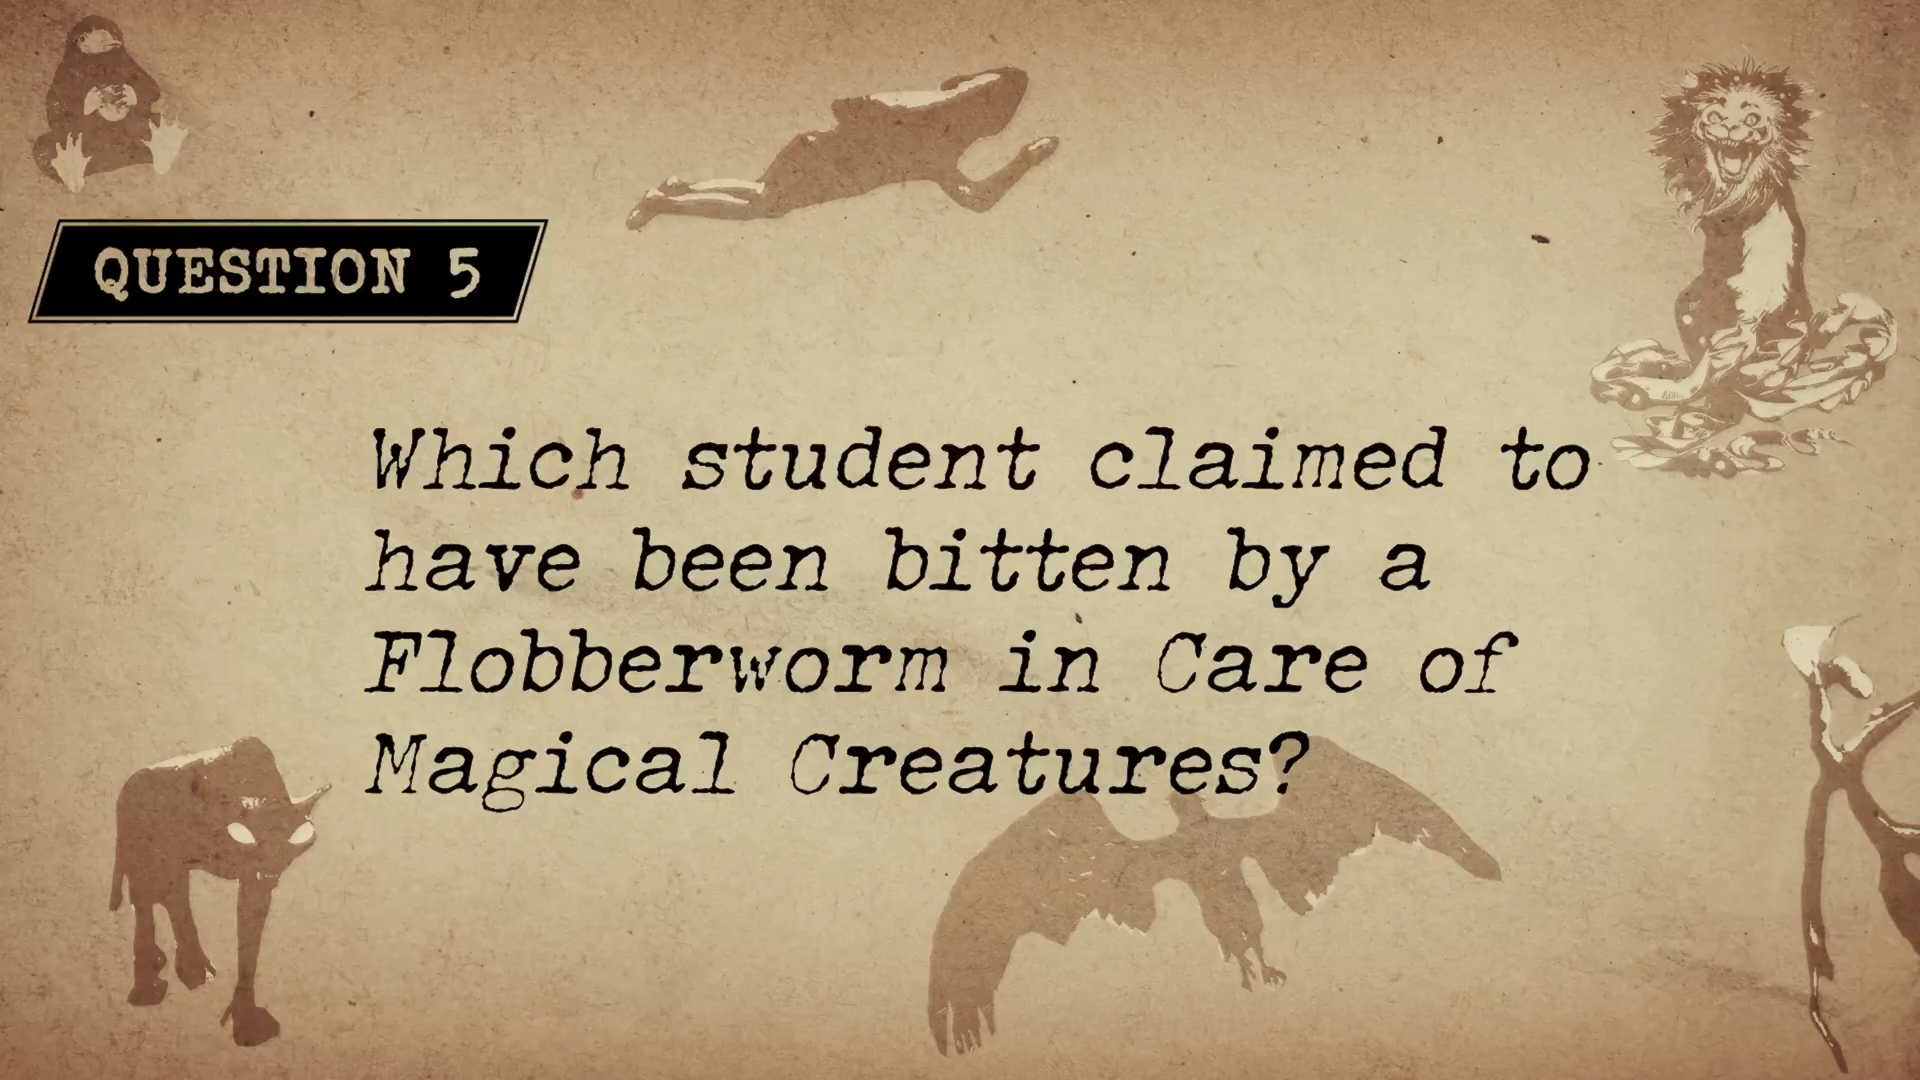 QUESTION 5
Which student claimed to
have been bitten by a
Flobberworm in Care of
Magical Creatures?